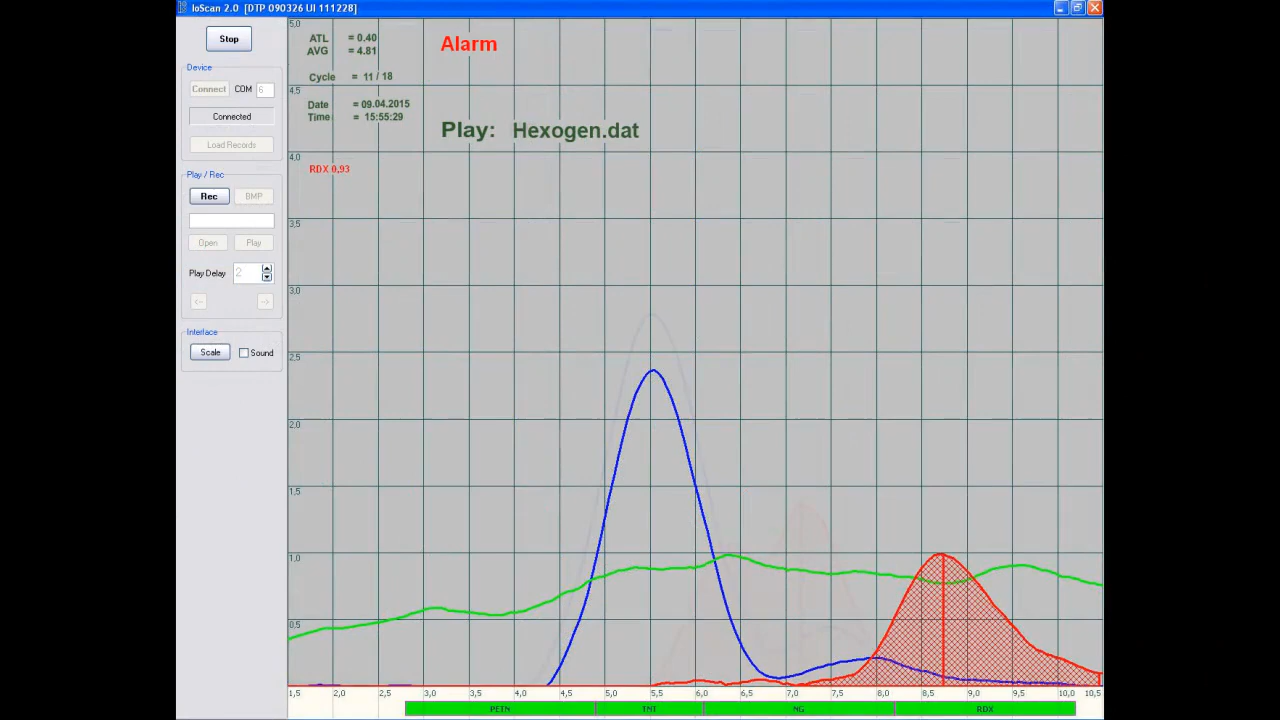 IoScan 2.0 [DTP 090326 UI 111228]
Stop
Device
Connect COM 6
Connected
Load Records
Play / Rec
Rec BMP
Open Play
Play Delay 2
<- ->
Interface
Scale Sound
ATL = 0.40
AVG = 4.81
Cycle = 11 / 18
Date = 09.04.2015
Time = 15:55:29
Alarm
Play: Hexogen.dat
RDX 0,93
5,0
4,5
4,0
3,5
3,0
2,5
2,0
1,5
1,0
0,5
1,5 2,0 2,5 3,0 3,5 4,0 4,5 5,0 5,5 6,0 6,5 7,0 7,5 8,0 8,5 9,0 9,5 10,0 10,5
PETN TNT NG RDX